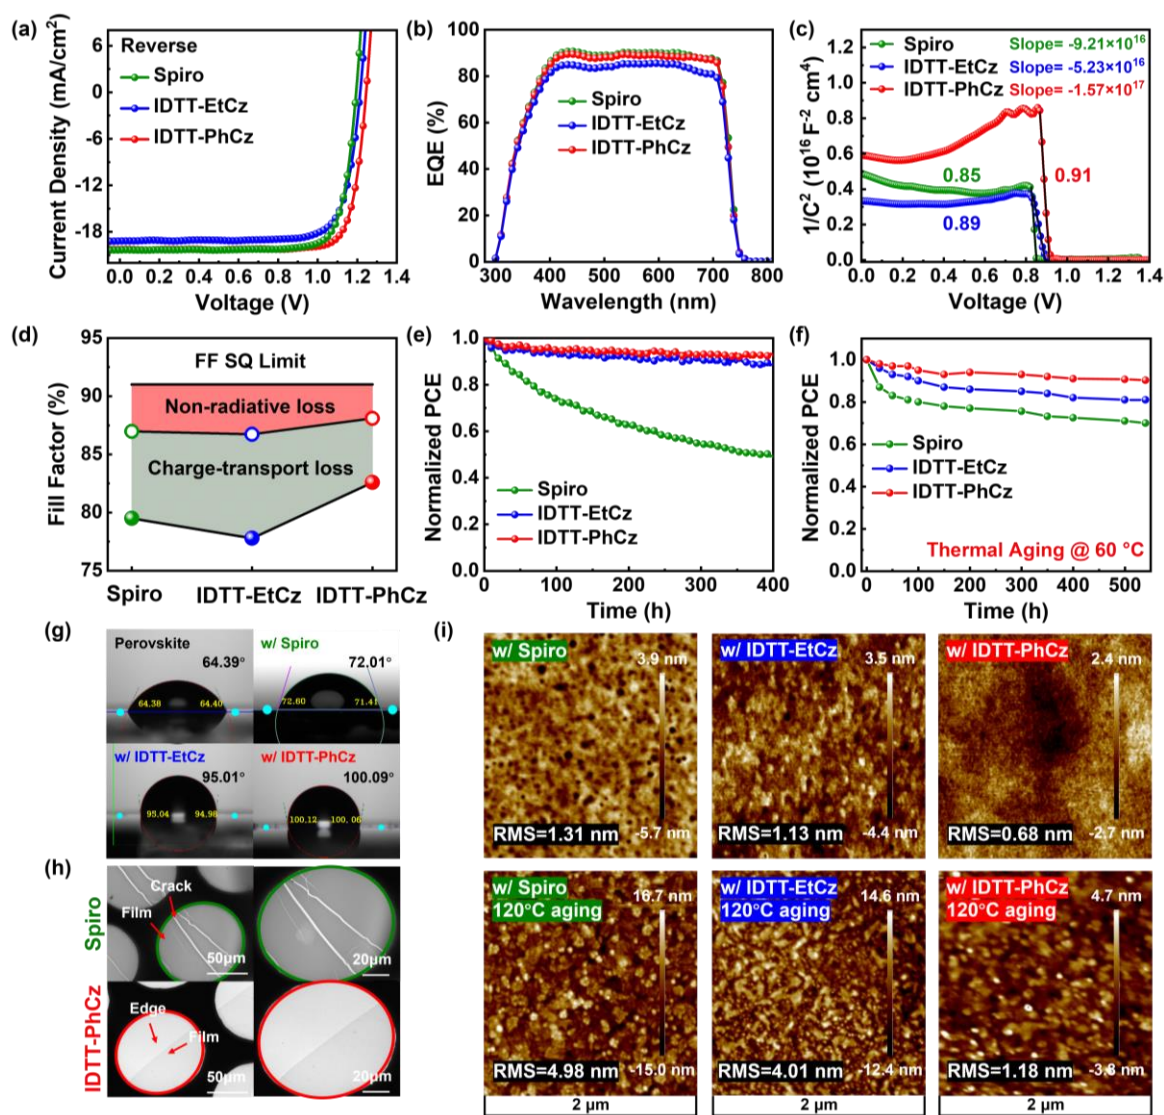 (a)
Current Density (mA/cm²)
6
0
-6
-12
-18
Reverse
Spiro
IDTT-EtCz
IDTT-PhCz
0.0 0.2 0.4 0.6 0.8 1.0 1.2 1.4
Voltage (V)
(b)
EQE (%)
100
80
60
40
20
0
Spiro
IDTT-EtCz
IDTT-PhCz
300 400 500 600 700 800
Wavelength (nm)
(c)
1/C² (10¹⁶ F⁻² cm⁴)
1.2
1.0
0.8
0.6
0.4
0.2
0.0
Spiro Slope= -9.21×10¹⁶
IDTT-EtCz Slope= -5.23×10¹⁶
IDTT-PhCz Slope= -1.57×10¹⁷
0.85
0.91
0.89
0.0 0.2 0.4 0.6 0.8 1.0 1.2 1.4
Voltage (V)
(d)
Fill Factor (%)
95
90
85
80
75
FF SQ Limit
Non-radiative loss
Charge-transport loss
Spiro IDTT-EtCz IDTT-PhCz
(e)
Normalized PCE
1.0
0.8
0.6
0.4
0.2
0.0
Spiro
IDTT-EtCz
IDTT-PhCz
0 100 200 300 400
Time (h)
(f)
Normalized PCE
1.0
0.8
0.6
0.4
0.2
0.0
Spiro
IDTT-EtCz
IDTT-PhCz
Thermal Aging @ 60 °C
0 100 200 300 400 500
Time (h)
(g)
Perovskite
64.39°
64.38 64.40
w/ Spiro
72.01°
72.60 71.41
w/ IDTT-EtCz
95.01°
95.04 94.98
w/ IDTT-PhCz
100.09°
100.12 100.06
(h)
Spiro
Crack
Film
50μm
20μm
IDTT-PhCz
Edge
Film
50μm
20μm
(i)
w/ Spiro
3.9 nm
RMS=1.31 nm
-5.7 nm
w/ IDTT-EtCz
3.5 nm
RMS=1.13 nm
-4.4 nm
w/ IDTT-PhCz
2.4 nm
RMS=0.68 nm
-2.7 nm
w/ Spiro
120°C aging
16.7 nm
RMS=4.98 nm
-15.0 nm
2 μm
w/ IDTT-EtCz
120°C aging
14.6 nm
RMS=4.01 nm
-12.4 nm
2 μm
w/ IDTT-PhCz
120°C aging
4.7 nm
RMS=1.18 nm
-3.8 nm
2 μm